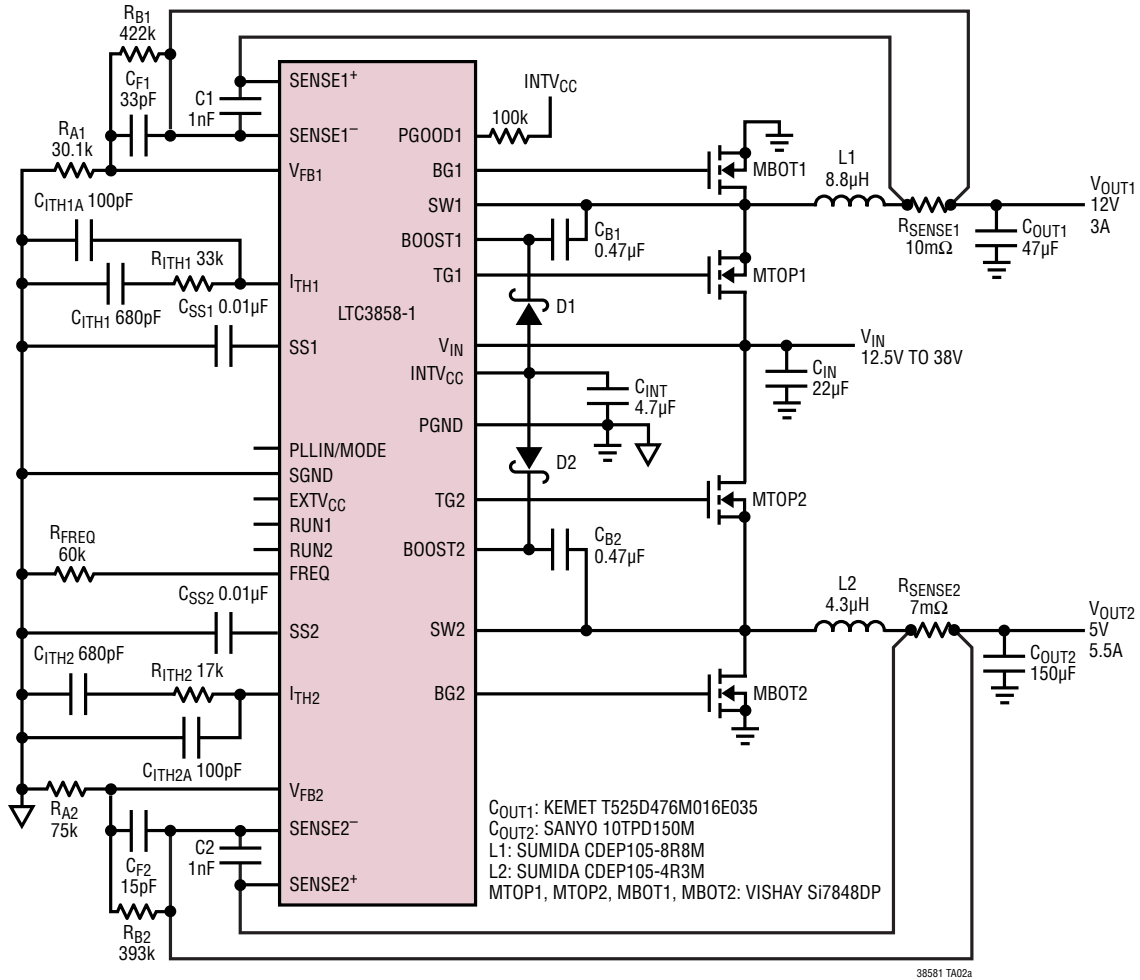 RB1
422k
CF1
33pF
RA1
30.1k
C1
1nF
CITH1A 100pF
RITH1 33k
CITH1 680pF
CSS1 0.01µF
RFREQ
60k
CSS2 0.01µF
CITH2 680pF
RITH2 17k
CITH2A 100pF
RA2
75k
CF2
15pF
C2
1nF
RB2
393k
SENSE1+
SENSE1–
VFB1
ITH1
SS1
PLLIN/MODE
SGND
EXTVCC
RUN1
RUN2
FREQ
SS2
ITH2
VFB2
SENSE2–
SENSE2+
LTC3858-1
PGOOD1
BG1
SW1
BOOST1
TG1
VIN
INTVCC
PGND
TG2
BOOST2
SW2
BG2
INTVCC
100k
CB1
0.47µF
D1
CINT
4.7µF
D2
CB2
0.47µF
MBOT1
MTOP1
MTOP2
MBOT2
L1
8.8µH
RSENSE1
10mΩ
COUT1
47µF
VOUT1
12V
3A
VIN
12.5V TO 38V
CIN
22µF
L2
4.3µH
RSENSE2
7mΩ
COUT2
150µF
VOUT2
5V
5.5A
COUT1: KEMET T525D476M016E035
COUT2: SANYO 10TPD150M
L1: SUMIDA CDEP105-8R8M
L2: SUMIDA CDEP105-4R3M
MTOP1, MTOP2, MBOT1, MBOT2: VISHAY Si7848DP
38581 TA02a